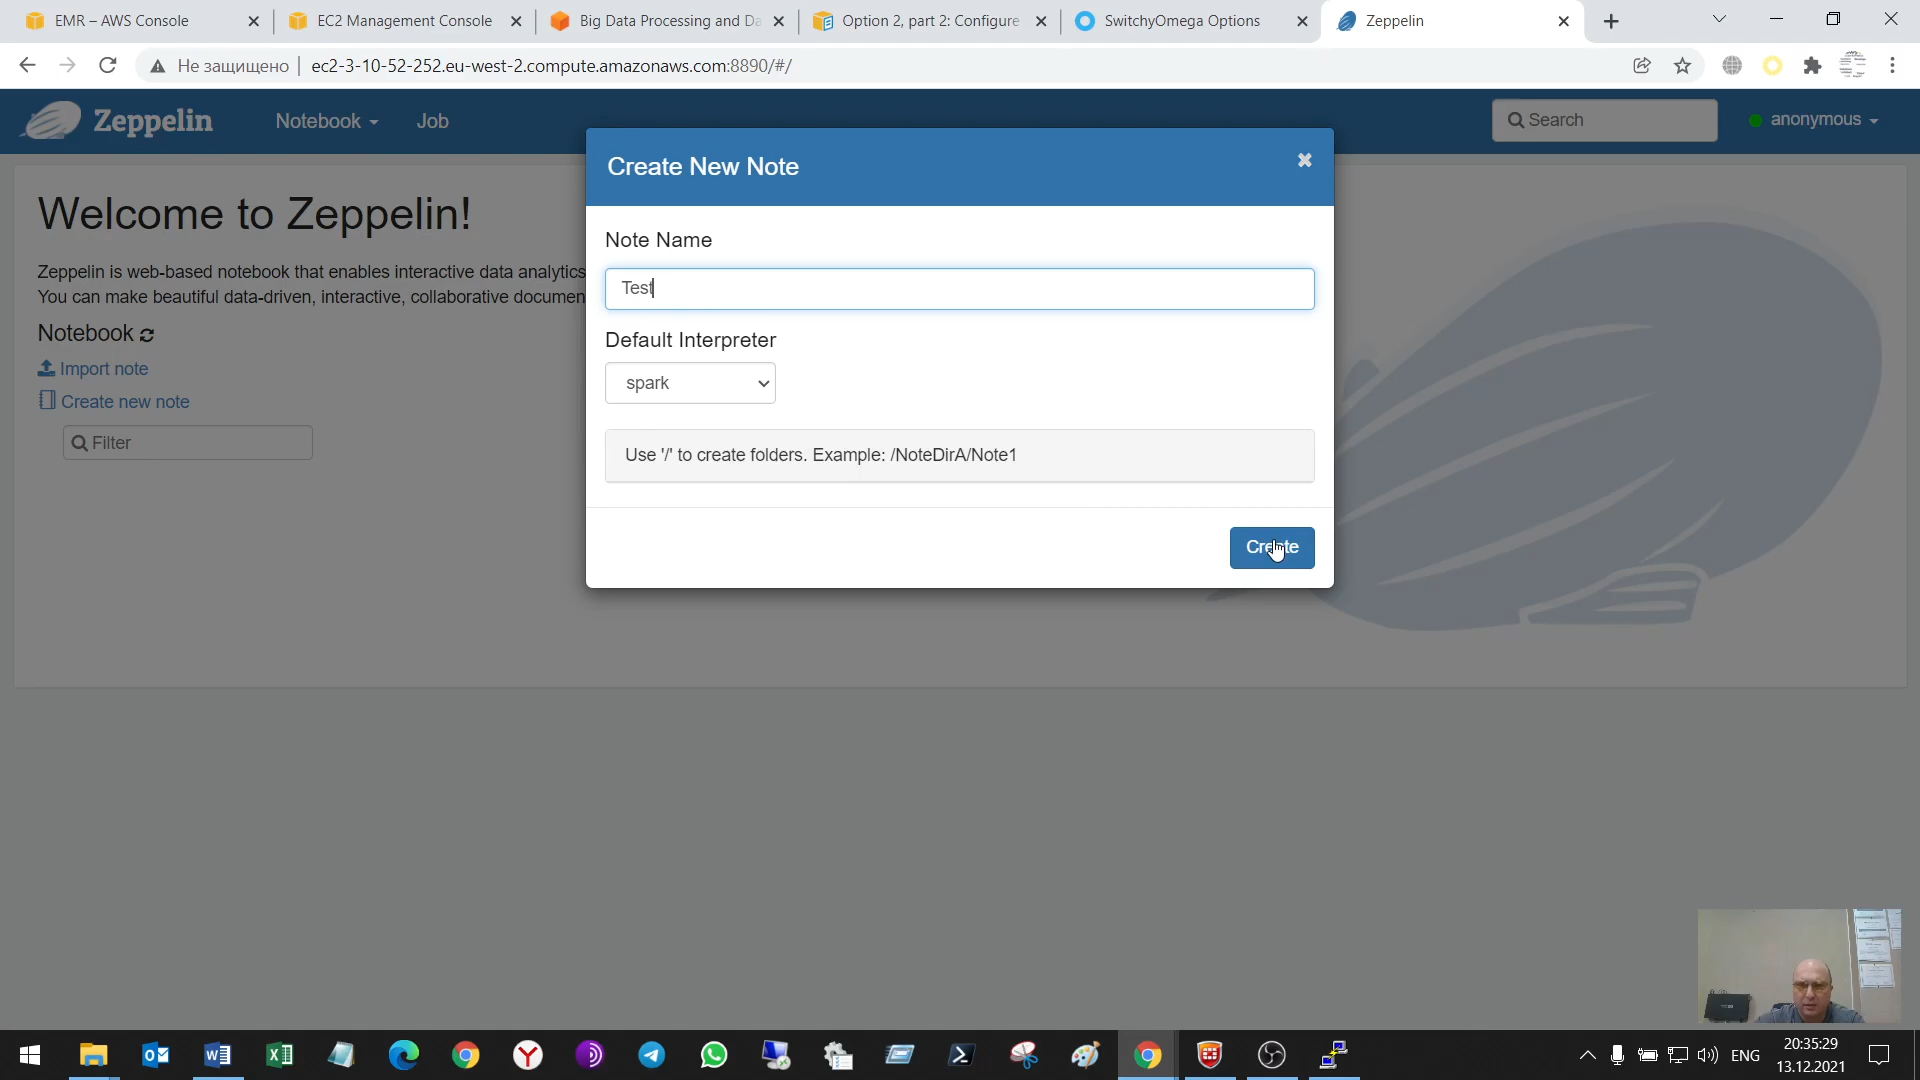 EMR – AWS Console
EC2 Management Console
Big Data Processing and Da
Option 2, part 2: Configure
SwitchyOmega Options
Zeppelin
Не защищено
ec2-3-10-52-252.eu-west-2.compute.amazonaws.com:8890/#/
Zeppelin
Notebook
Job
Search
anonymous
Create New Note
Welcome to Zeppelin!
Zeppelin is web-based notebook that enables interactive data analytics
You can make beautiful data-driven, interactive, collaborative documen
Notebook
Import note
Create new note
Filter
Note Name
Test
Default Interpreter
spark
Use '/' to create folders. Example: /NoteDirA/Note1
Create
ENG
20:35:29
13.12.2021